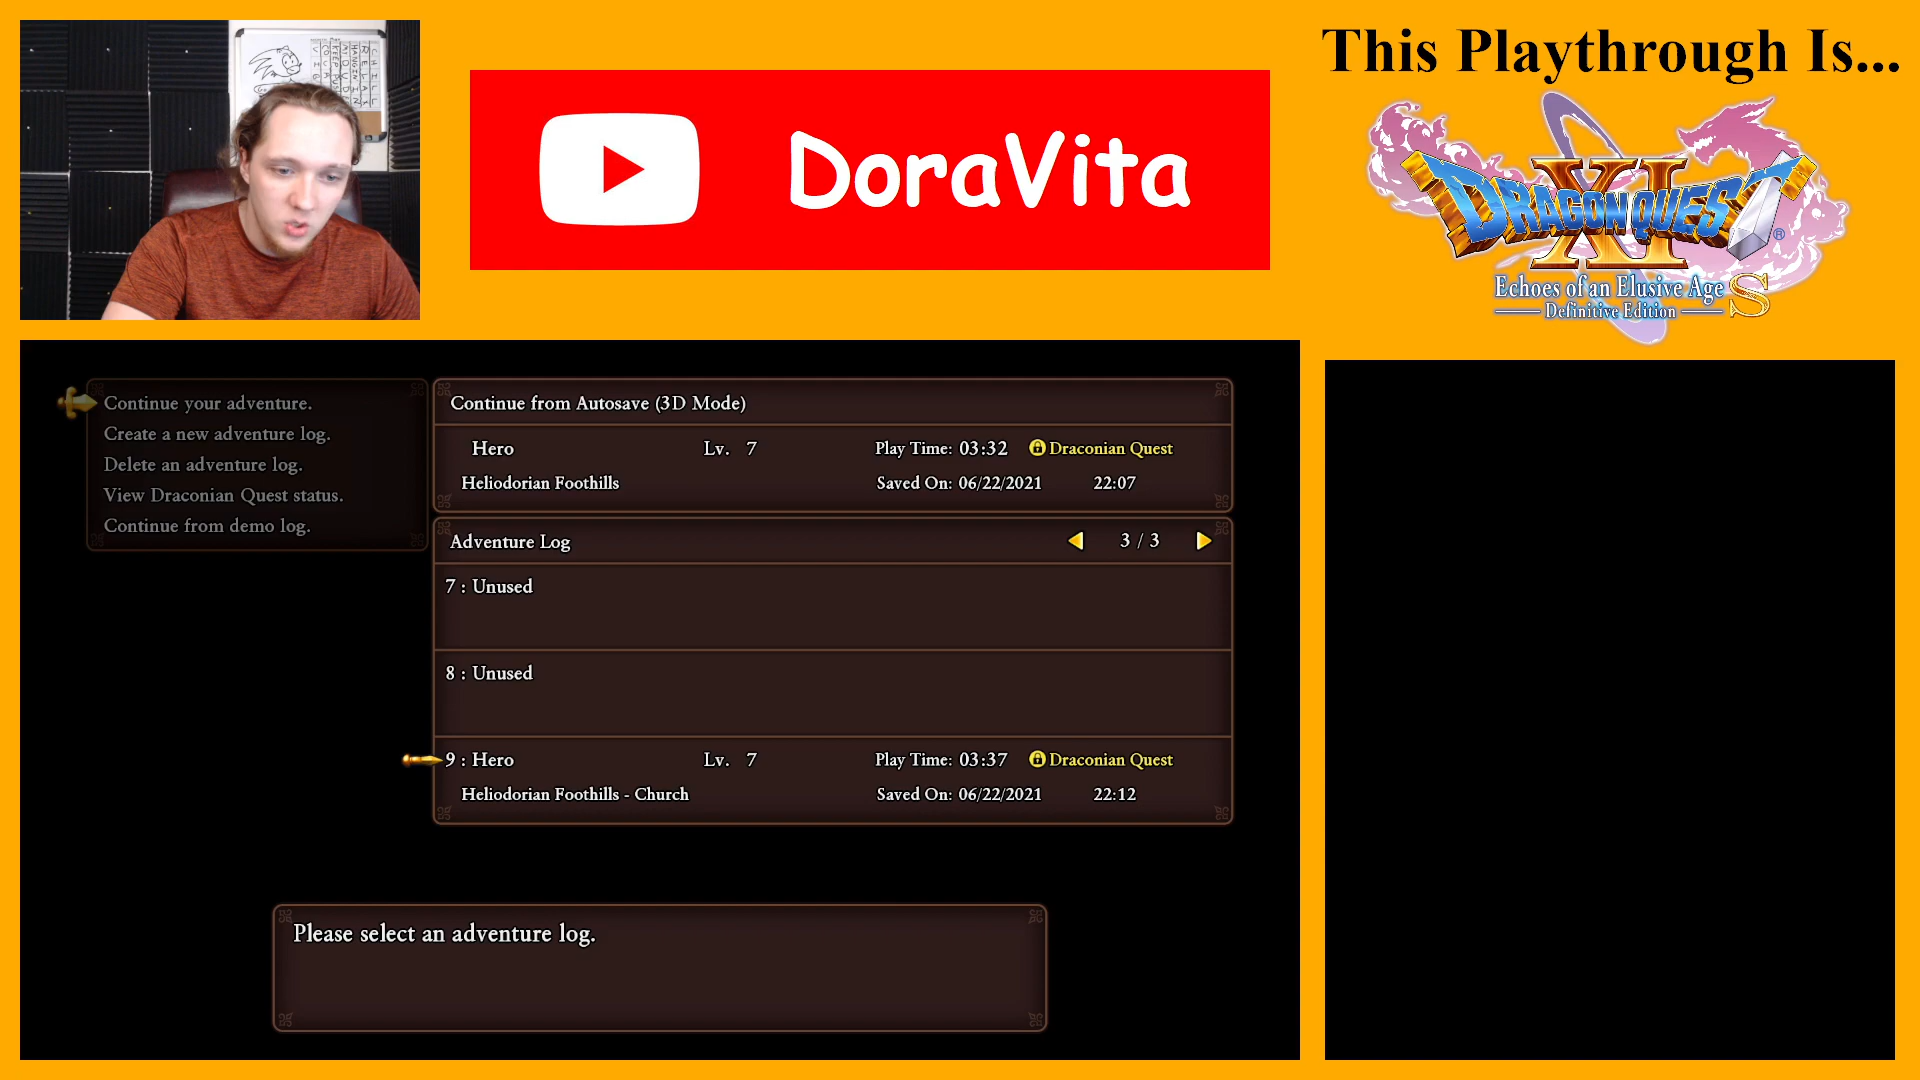 This Playthrough Is...
DoraVita
DRAGON QUEST
XI
®
Echoes of an Elusive Age S
Definitive Edition
Continue your adventure.
Create a new adventure log.
Delete an adventure log.
View Draconian Quest status.
Continue from demo log.
Continue from Autosave (3D Mode)
Hero Lv. 7 Play Time: 03:32 Draconian Quest
Heliodorian Foothills Saved On: 06/22/2021 22:07
Adventure Log 3 / 3
7 : Unused
8 : Unused
9 : Hero Lv. 7 Play Time: 03:37 Draconian Quest
Heliodorian Foothills - Church Saved On: 06/22/2021 22:12
Please select an adventure log.